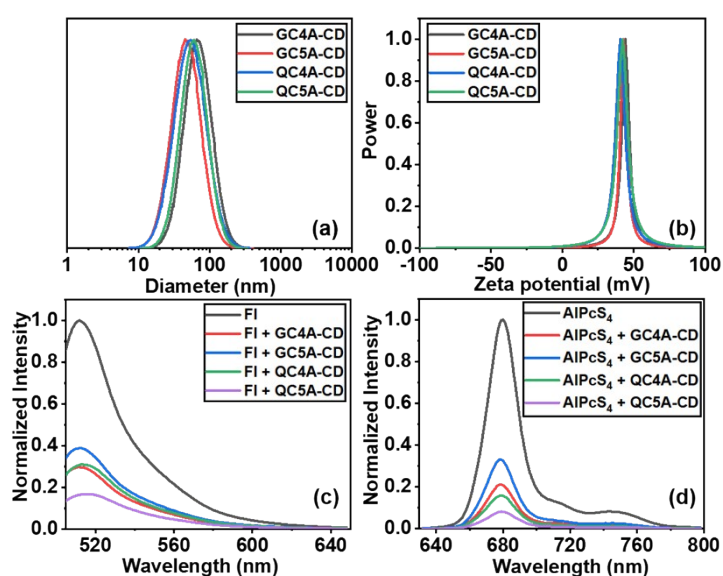 GC4A-CD
GC5A-CD
QC4A-CD
QC5A-CD
(a)
1 10 100 1000 10000
Diameter (nm)
Power
1.0
0.8
0.6
0.4
0.2
0.0
GC4A-CD
GC5A-CD
QC4A-CD
QC5A-CD
(b)
-100 -50 0 50 100
Zeta potential (mV)
Normalized Intensity
1.0
0.8
0.6
0.4
0.2
0.0
FI
FI + GC4A-CD
FI + GC5A-CD
FI + QC4A-CD
FI + QC5A-CD
(c)
520 560 600 640
Wavelength (nm)
Normalized Intensity
1.0
0.8
0.6
0.4
0.2
0.0
AlPcS₄
AlPcS₄ + GC4A-CD
AlPcS₄ + GC5A-CD
AlPcS₄ + QC4A-CD
AlPcS₄ + QC5A-CD
(d)
640 680 720 760 800
Wavelength (nm)